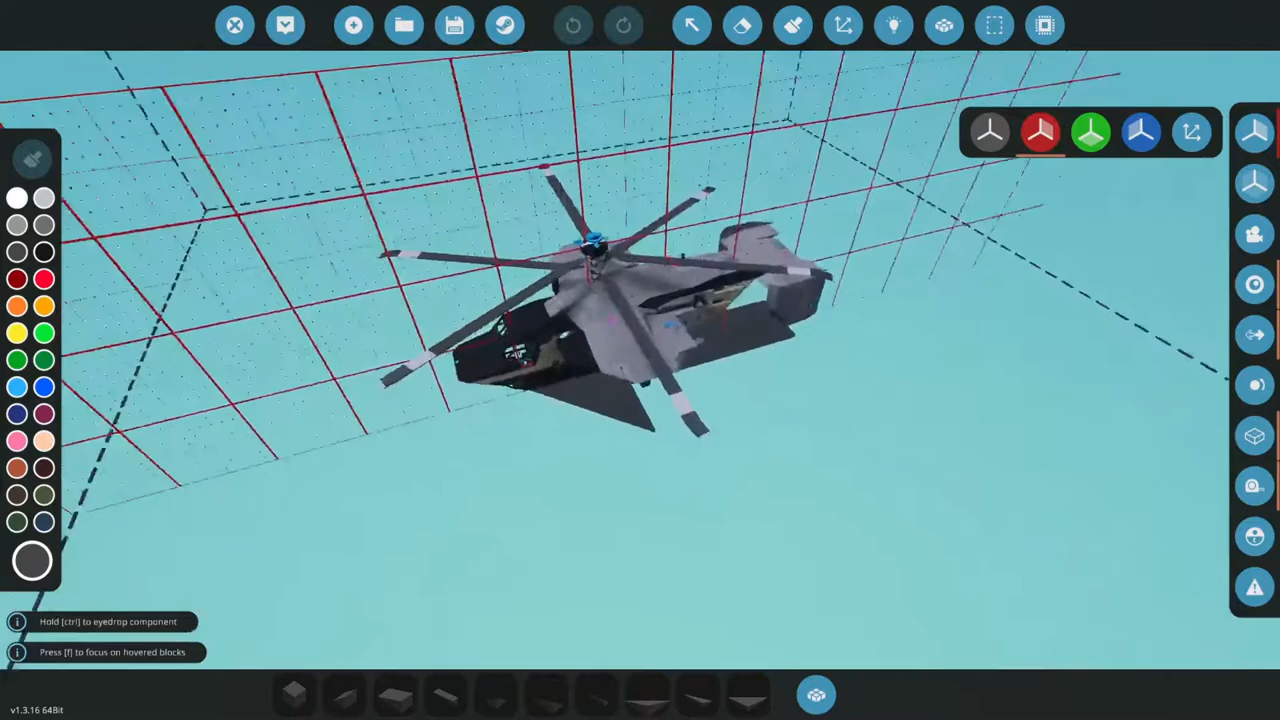 Hold [ctrl] to eyedrop component
Press [f] to focus on hovered blocks
v1.3.16 64Bit